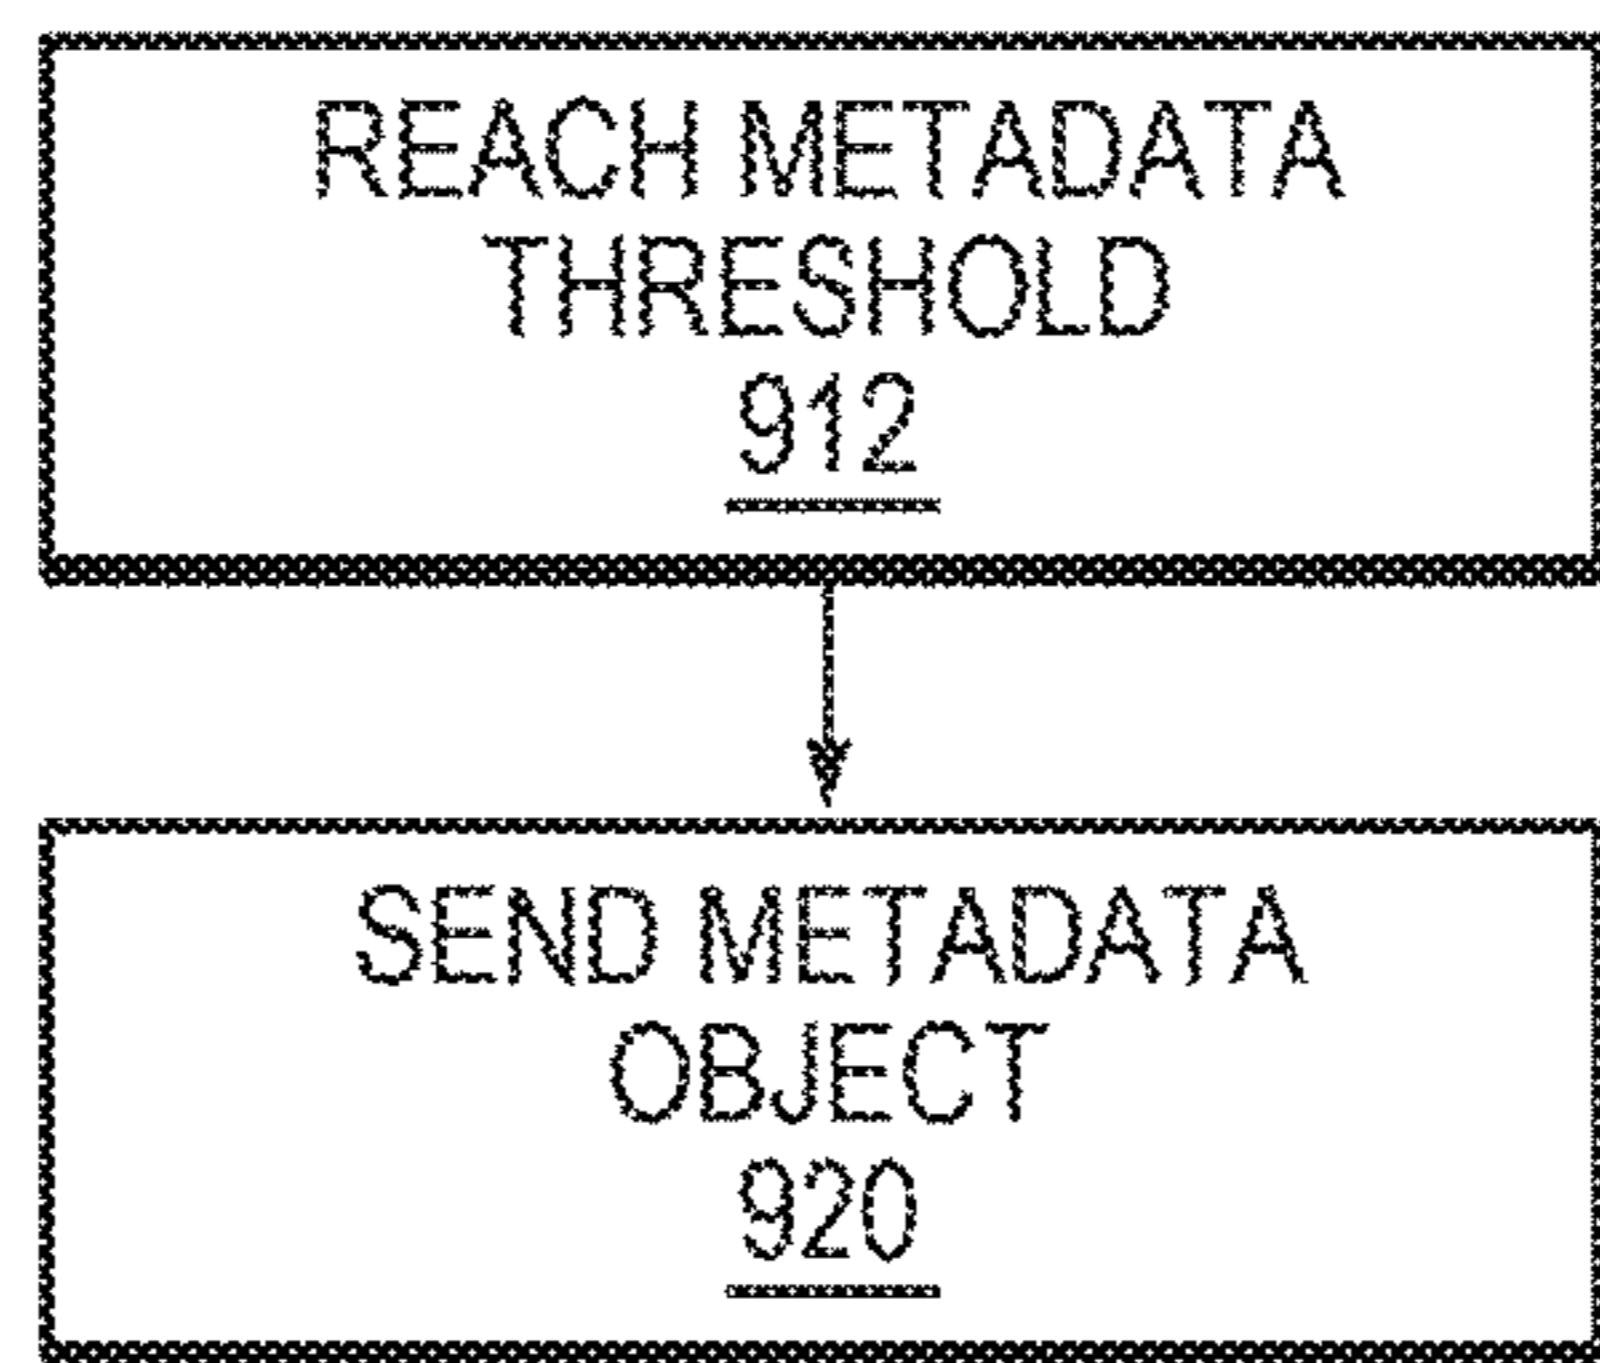 REACH METADATA
THRESHOLD
912
SEND METADATA
OBJECT
920